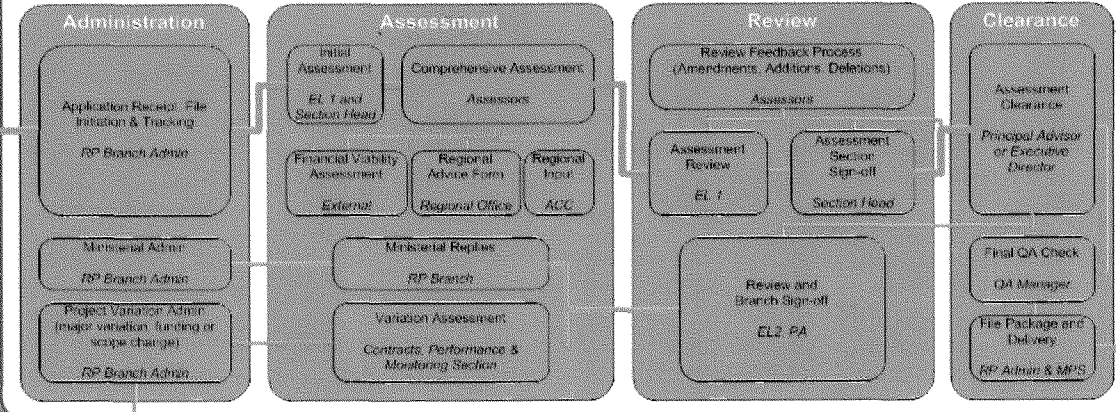 Administration
Application Receipt, File
Initiation & Tracking
RP Branch Admin
Ministerial Admin
RP Branch Admin
Project Variation Admin
(major variation, funding or
scope change)
RP Branch Admin
Assessment
Initial
Assessment
EL 1 and
Section Head
Comprehensive Assessment
Assessors
Financial Viability
Assessment
External
Regional
Advice Form
Regional Office
Regional
Input
ACC
Ministerial Replies
RP Branch
Variation Assessment
Contracts, Performance &
Monitoring Section
Review
Review Feedback Process
(Amendments, Additions, Deletions)
Assessors
Assessment
Review
EL 1
Assessment
Section
Sign-off
Section Head
Review and
Branch Sign-off
EL2, PA
Clearance
Assessment
Clearance
Principal Advisor
or Executive
Director
Final QA Check
QA Manager
File Package and
Delivery
RP Admin & MPS